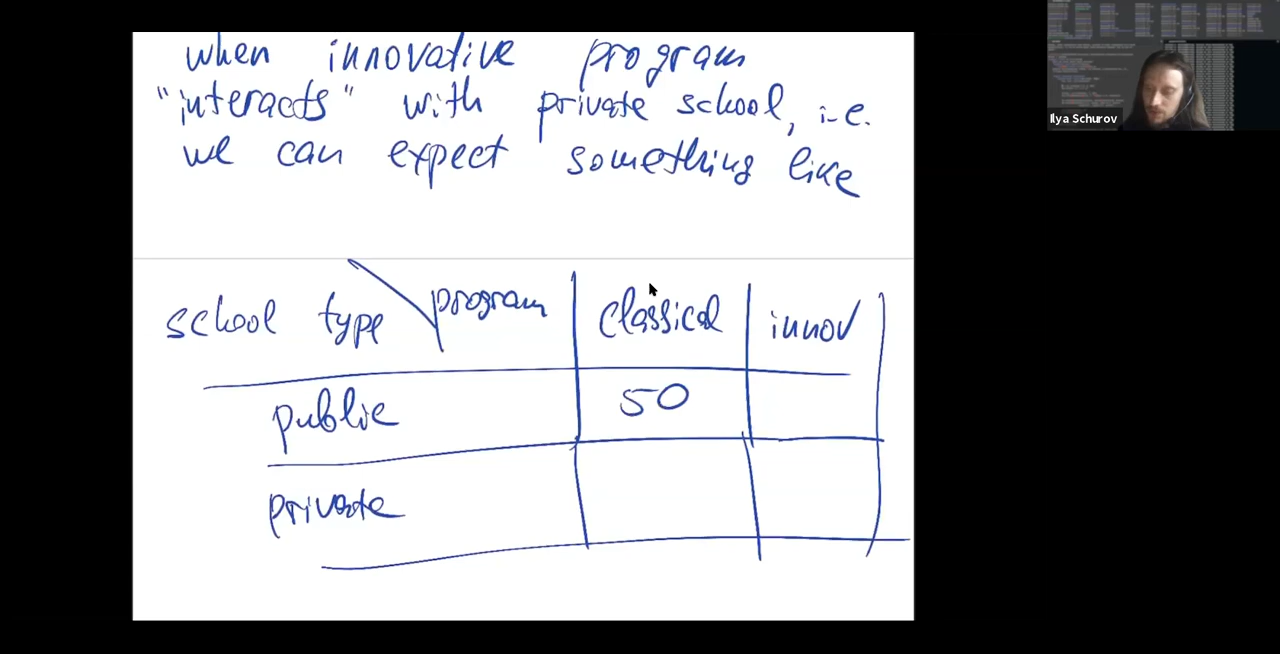 when innovative program
"interacts" with private school, i.e.
we can expect something like
school type program classical innov
public 50
private
Ilya Schurov